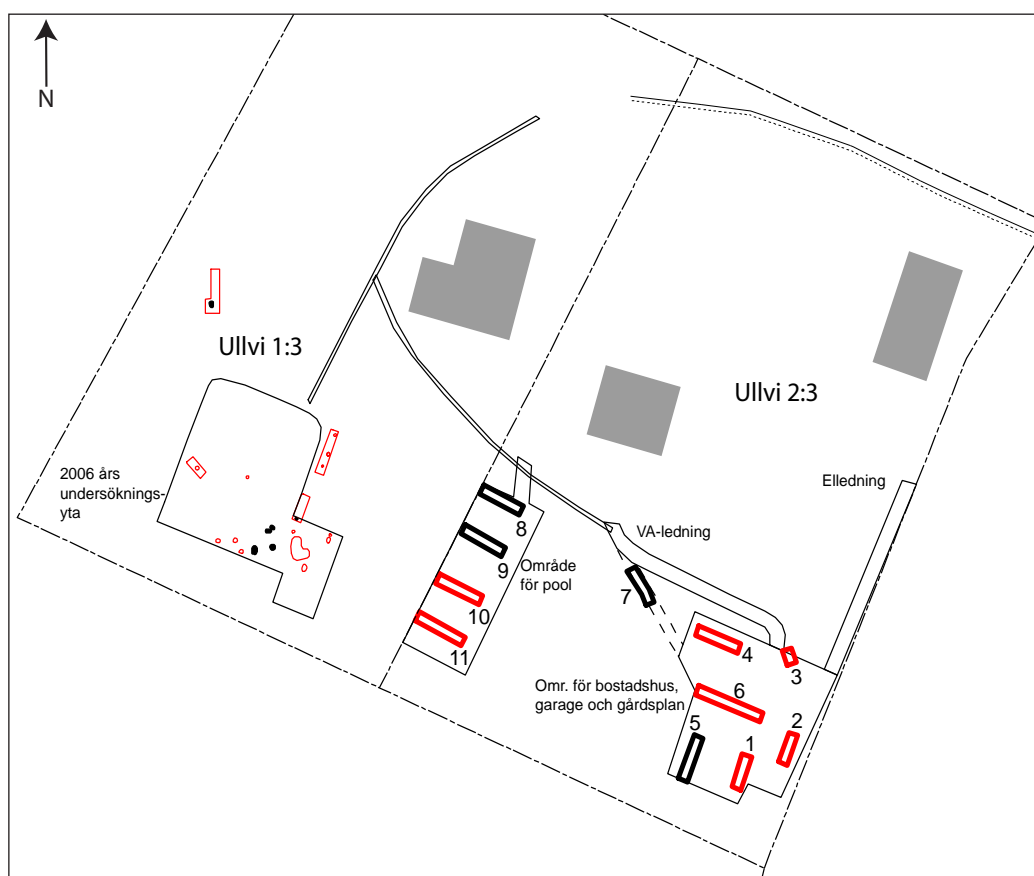 N
Ullvi 1:3
Ullvi 2:3
2006 års
undersöknings-
yta
Elledning
VA-ledning
8
9
Område
för pool
10
11
7
4
3
Omr. för bostadshus,
garage och gårdsplan
6
5
1
2